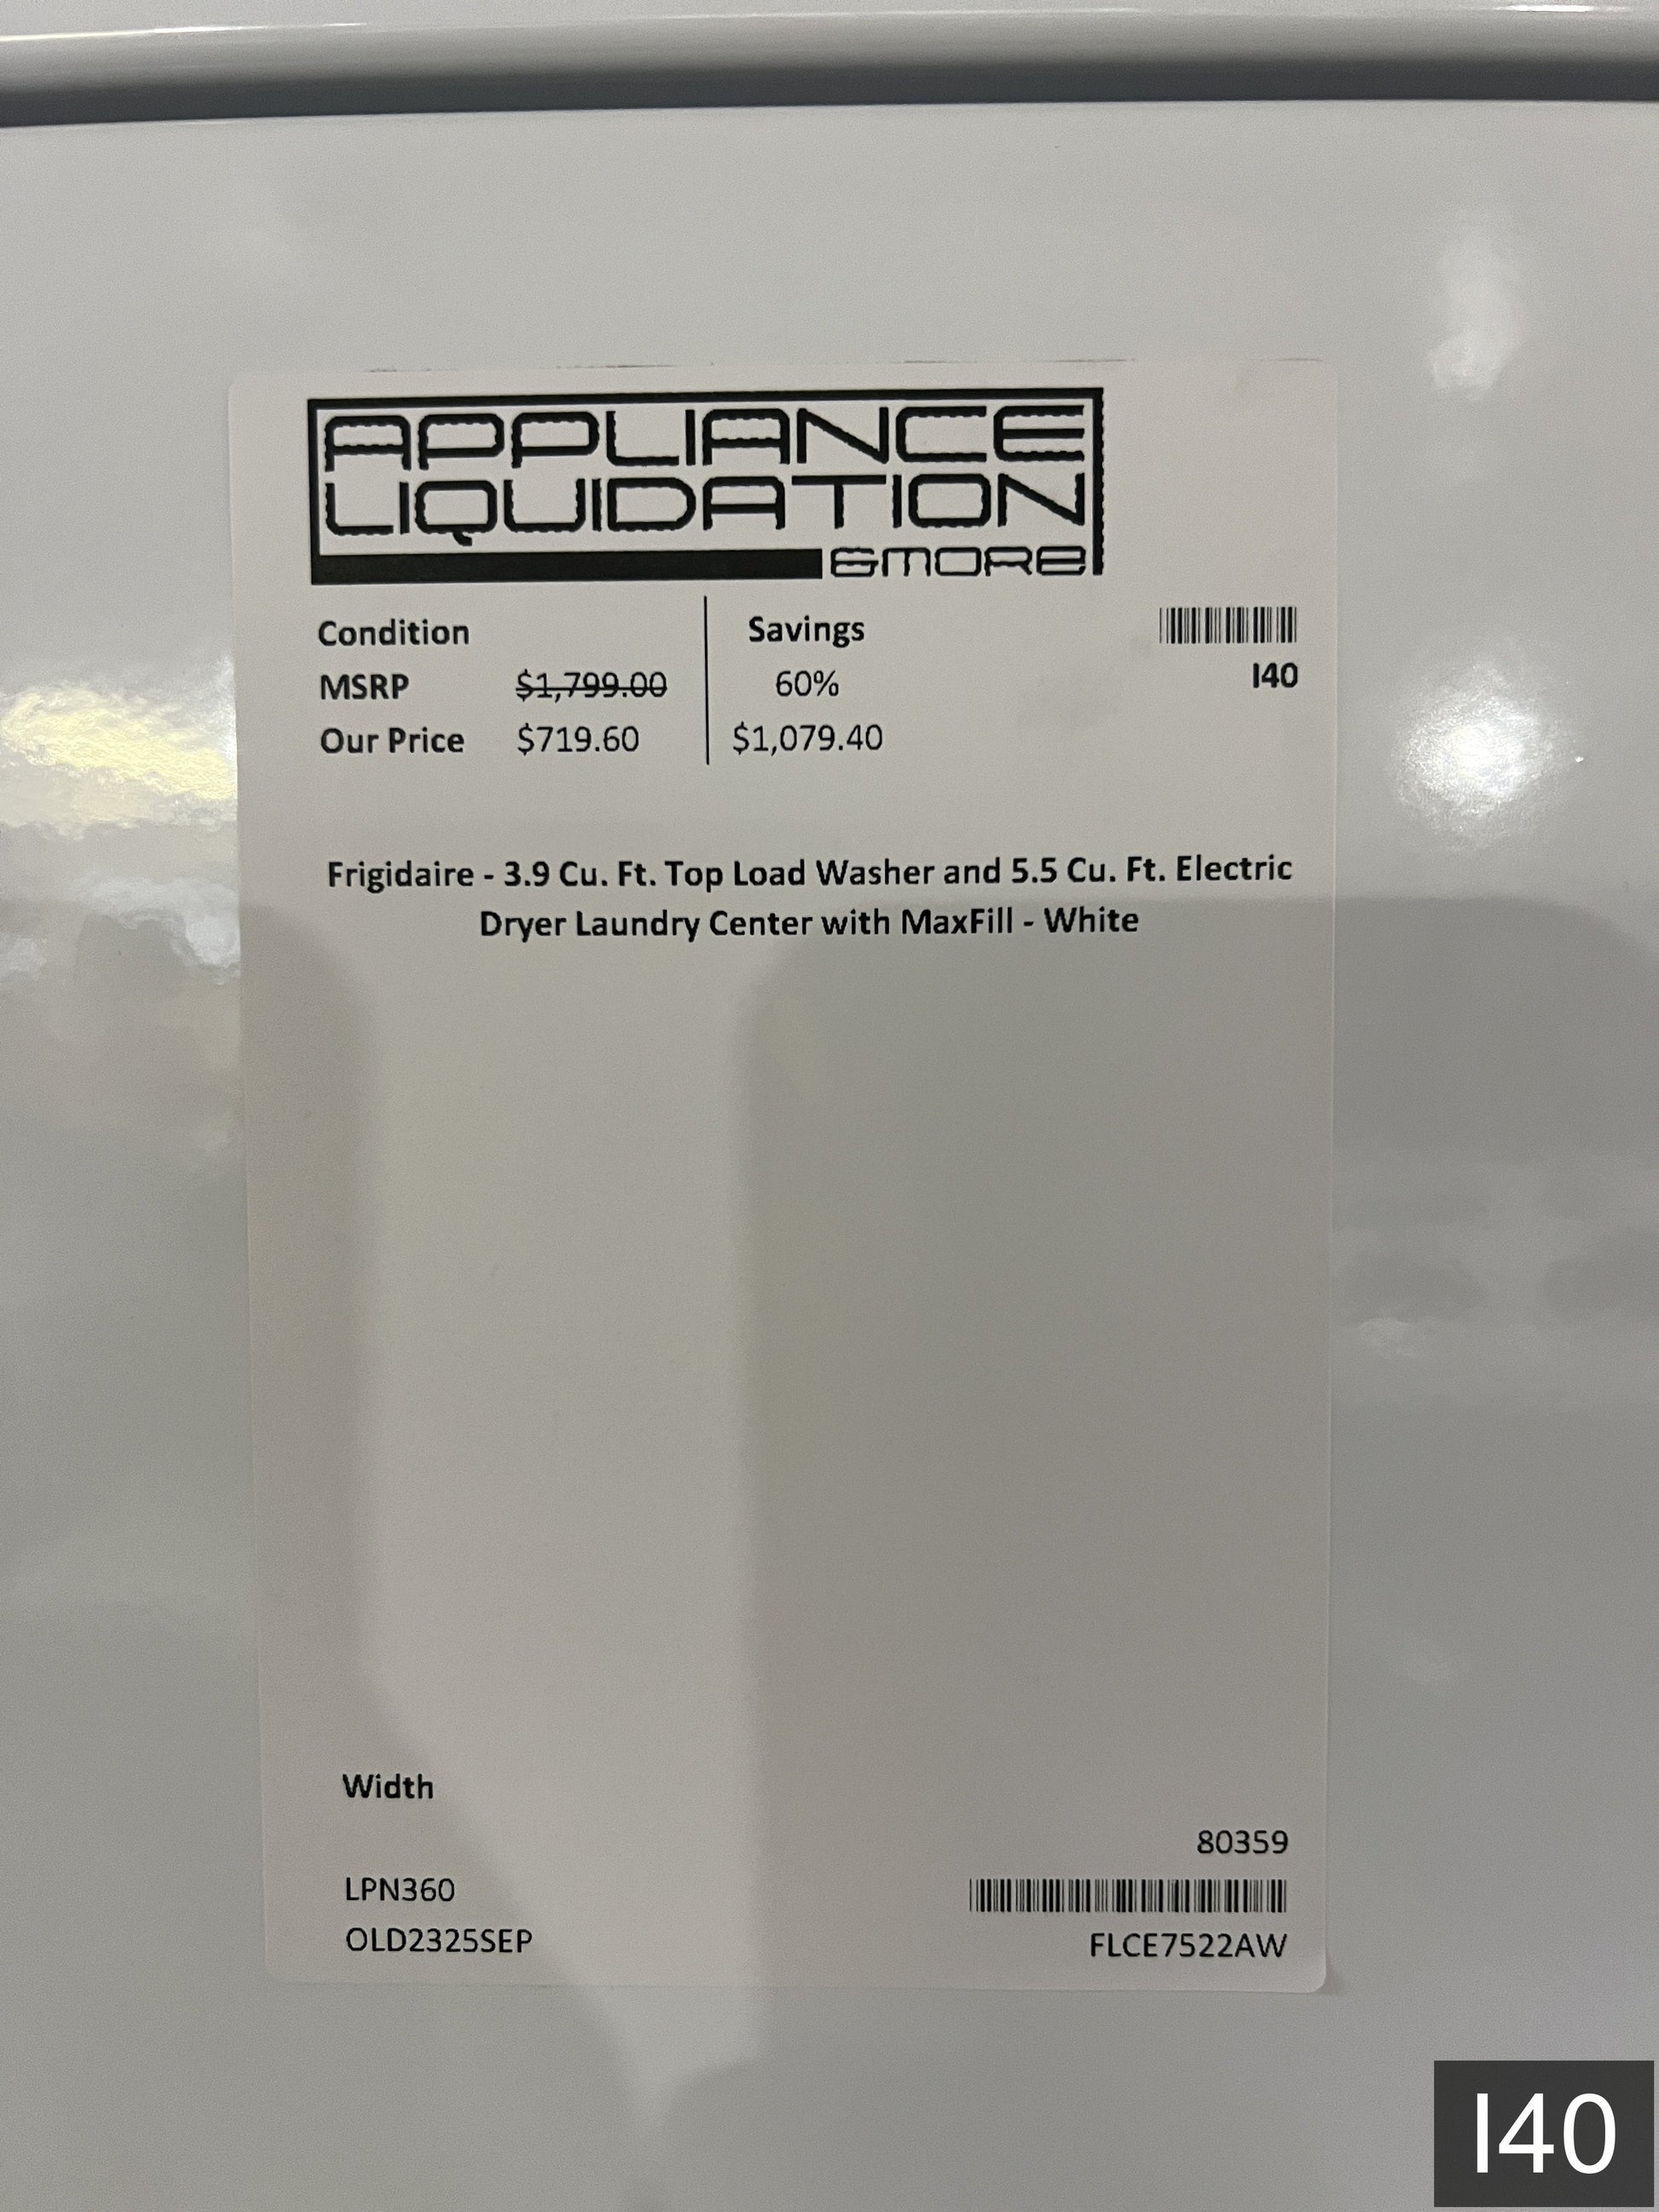 APPLIANCE
LIQUIDATION
&MORE
Condition
Savings
MSRP $1,799.00 60%
I40
Our Price $719.60 $1,079.40
Frigidaire - 3.9 Cu. Ft. Top Load Washer and 5.5 Cu. Ft. Electric
Dryer Laundry Center with MaxFill - White
Width
80359
LPN360
OLD2325SEP
FLCE7522AW
I40